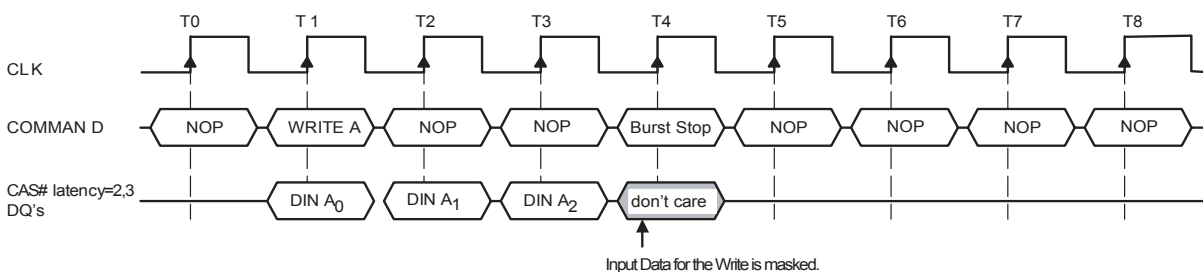 T0 T 1 T2 T3 T4 T5 T6 T7 T8
CLK
COMMAN D NOP WRITE A NOP NOP Burst Stop NOP NOP NOP NOP
CAS# latency=2,3
DQ's DIN A0 DIN A1 DIN A2 don't care
Input Data for the Write is masked.